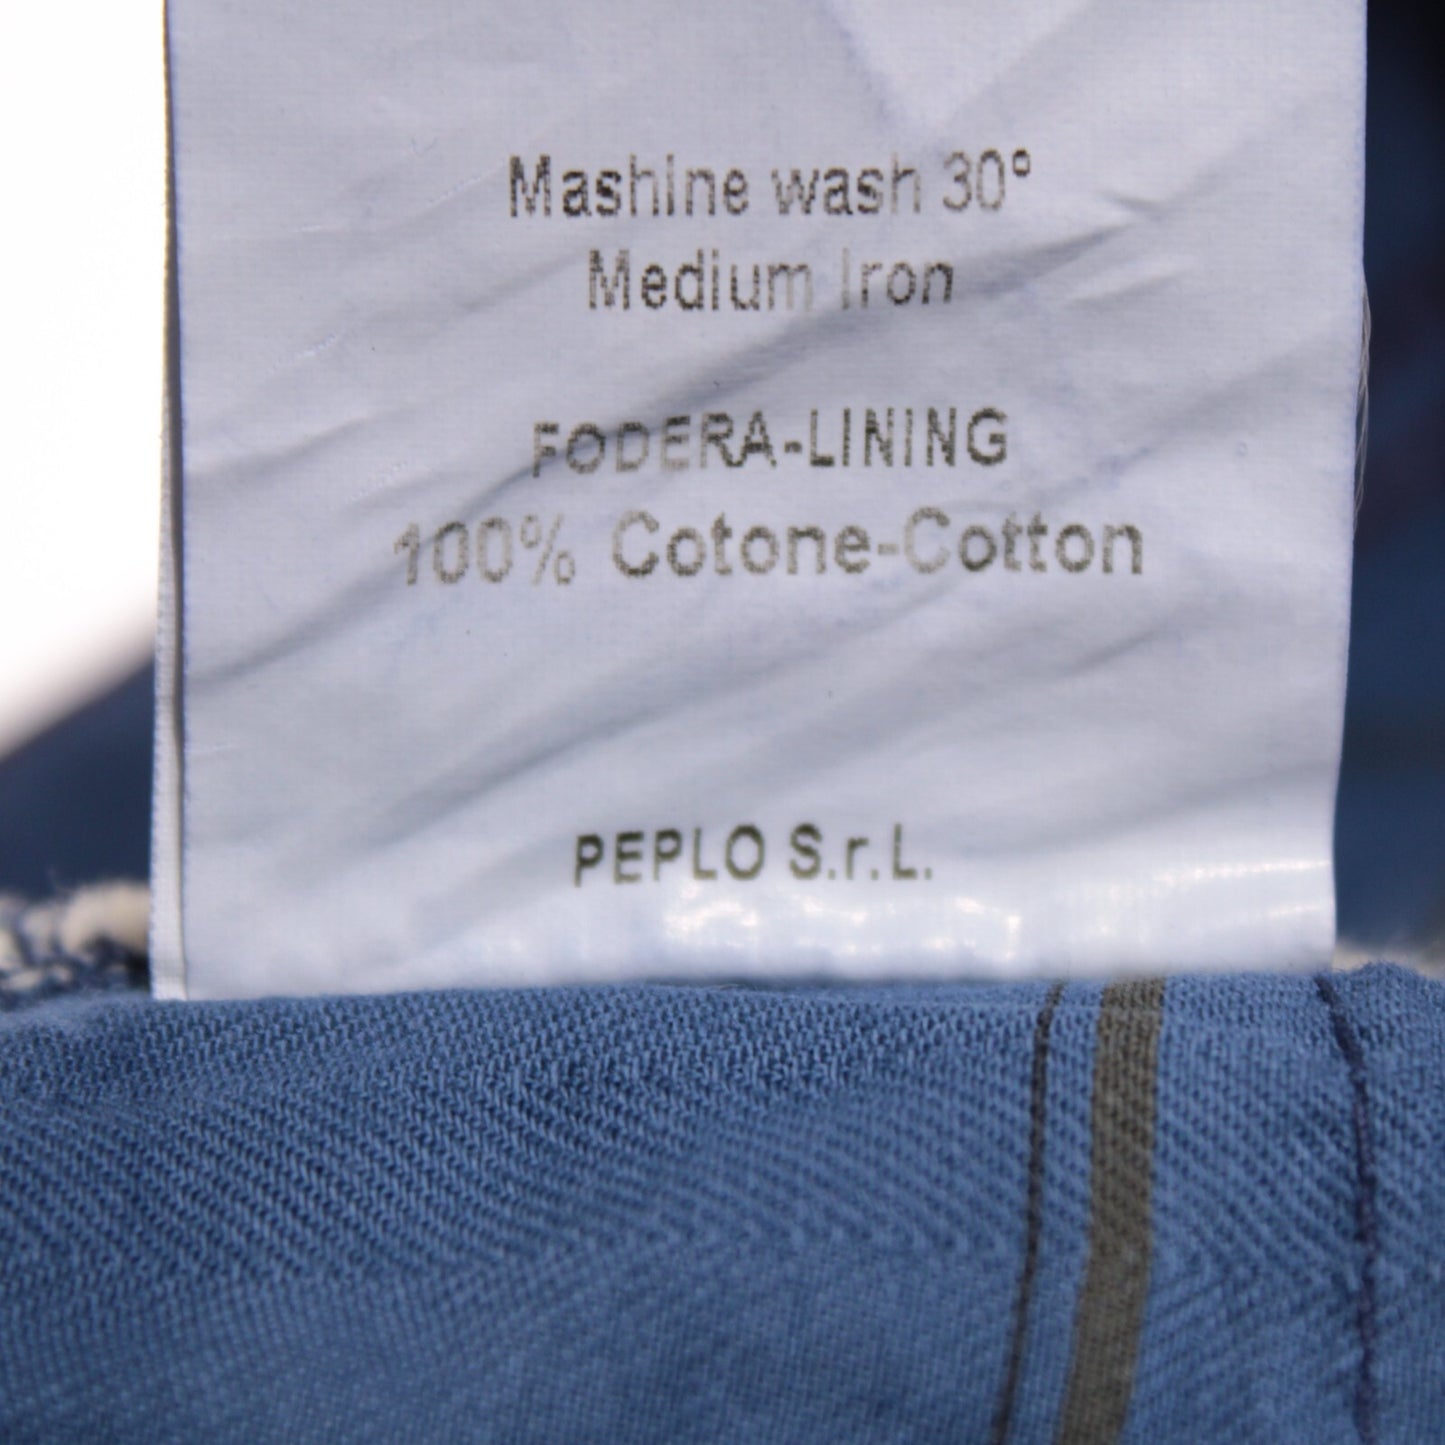 Mashine wash 30°
Medium Iron
FODERA-LINING
100% Cotone-Cotton
PEPLO S.r.L.